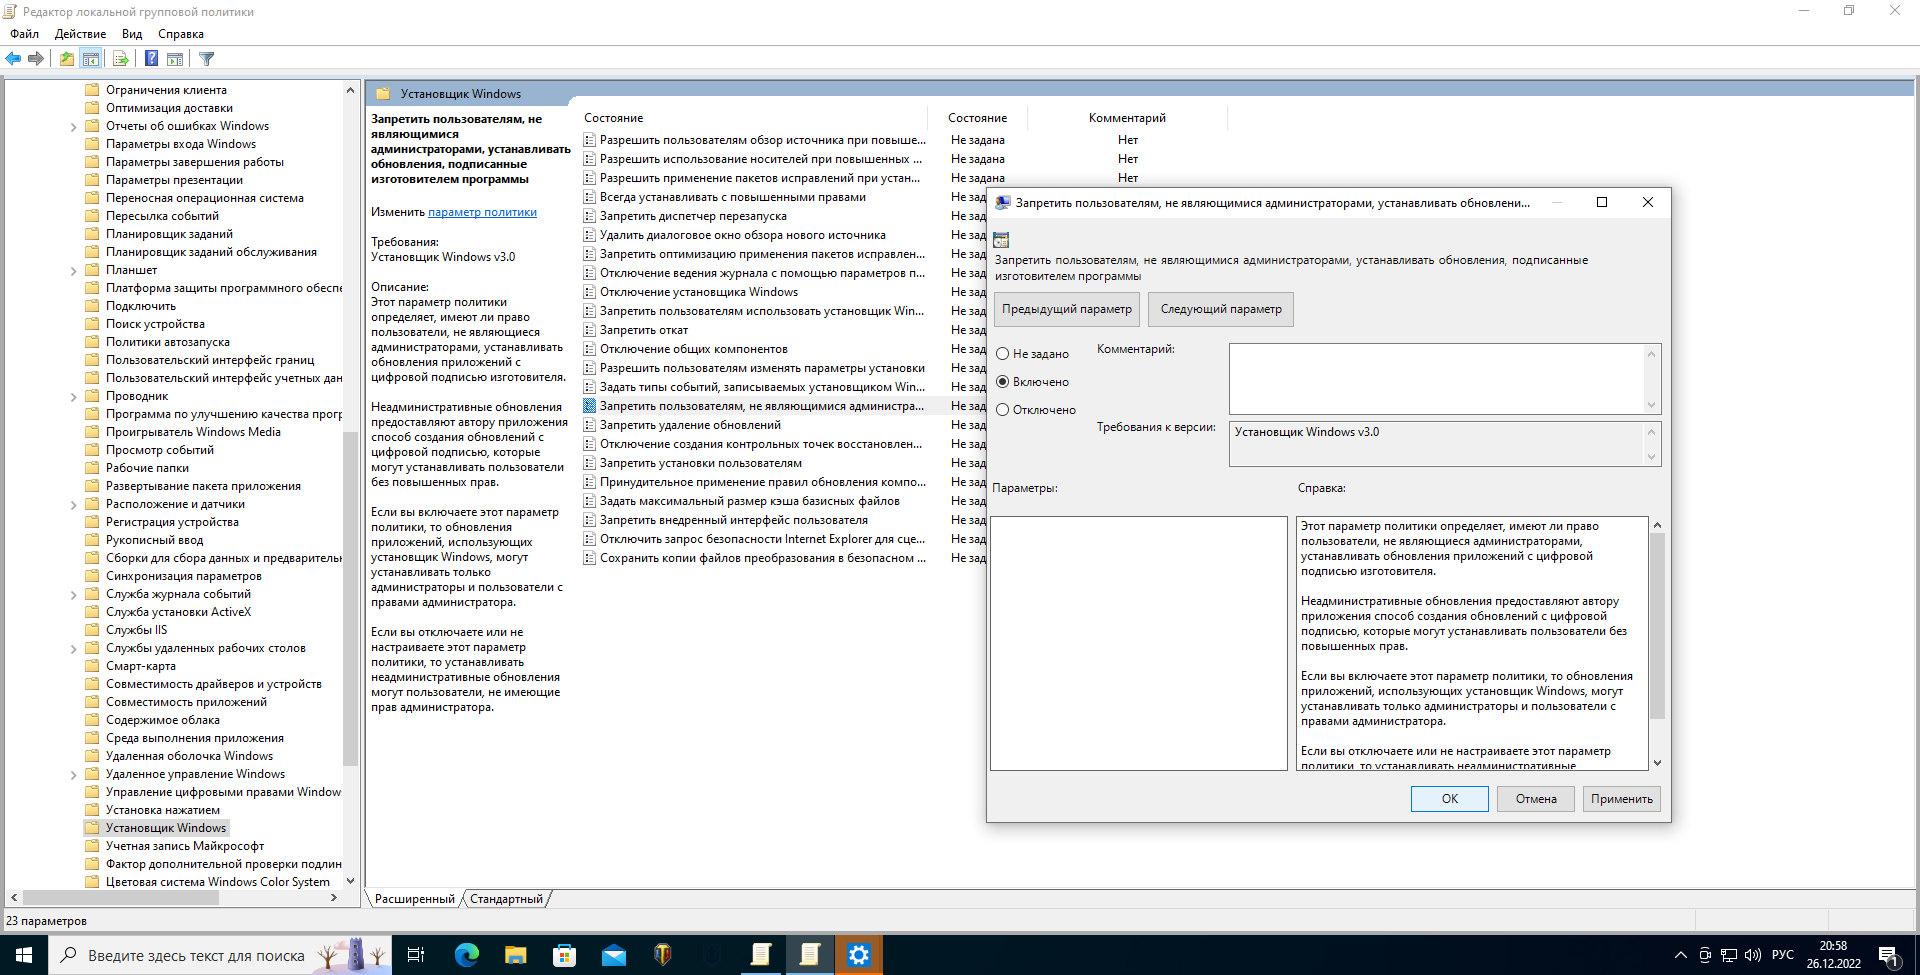 Редактор локальной групповой политики
Файл Действие Вид Справка
Ограничения клиента
Оптимизация доставки
Отчеты об ошибках Windows
Параметры входа Windows
Параметры завершения работы
Параметры презентации
Переносная операционная система
Пересылка событий
Планировщик заданий
Планировщик заданий обслуживания
Планшет
Платформа защиты программного обеспе
Подключить
Поиск устройства
Политики автозапуска
Пользовательский интерфейс границ
Пользовательский интерфейс учетных дан
Проводник
Программа по улучшению качества прогр
Проигрыватель Windows Media
Просмотр событий
Рабочие папки
Развертывание пакета приложения
Расположение и датчики
Регистрация устройства
Рукописный ввод
Сборки для сбора данных и предваритель
Синхронизация параметров
Служба журнала событий
Служба установки ActiveX
Службы IIS
Службы удаленных рабочих столов
Смарт-карта
Совместимость драйверов и устройств
Совместимость приложений
Содержимое облака
Среда выполнения приложения
Удаленная оболочка Windows
Удаленное управление Windows
Управление цифровыми правами Window
Установка нажатием
Установщик Windows
Учетная запись Майкрософт
Фактор дополнительной проверки подлин
Цветовая система Windows Color System
23 параметров
Установщик Windows
Запретить пользователям, не
являющимися
администраторами, устанавливать
обновления, подписанные
изготовителем программы
Изменить параметр политики
Требования:
Установщик Windows v3.0
Описание:
Этот параметр политики
определяет, имеют ли право
пользователи, не являющиеся
администраторами, устанавливать
обновления приложений с
цифровой подписью изготовителя.
Неадминистративные обновления
предоставляют автору приложения
способ создания обновлений с
цифровой подписью, которые
могут устанавливать пользователи
без повышенных прав.
Если вы включаете этот параметр
политики, то обновления
приложений, использующих
установщик Windows, могут
устанавливать только
администраторы и пользователи с
правами администратора.
Если вы отключаете или не
настраиваете этот параметр
политики, то устанавливать
неадминистративные обновления
могут пользователи, не имеющие
прав администратора.
Состояние Состояние Комментарий
Разрешить пользователям обзор источника при повыше... Не задана Нет
Разрешить использование носителей при повышенных ... Не задана Нет
Разрешить применение пакетов исправлений при устан... Не задана Нет
Всегда устанавливать с повышенными правами Не зад
Запретить диспетчер перезапуска Не зад
Удалить диалоговое окно обзора нового источника Не зад
Запретить оптимизацию применения пакетов исправлен... Не зад
Отключение ведения журнала с помощью параметров п... Не зад
Отключение установщика Windows Не зад
Запретить пользователям использовать установщик Win... Не зад
Запретить откат Не зад
Отключение общих компонентов Не зад
Разрешить пользователям изменять параметры установки Не зад
Задать типы событий, записываемых установщиком Win... Не зад
Запретить пользователям, не являющимися администра... Не зад
Запретить удаление обновлений Не зад
Отключение создания контрольных точек восстановлен... Не зад
Запретить установки пользователям Не зад
Принудительное применение правил обновления компо... Не зад
Задать максимальный размер кэша базисных файлов Не зад
Запретить внедренный интерфейс пользователя Не зад
Отключить запрос безопасности Internet Explorer для сце... Не зад
Сохранить копии файлов преобразования в безопасном ... Не зад
Расширенный Стандартный
Запретить пользователям, не являющимися администраторами, устанавливать обновлени...
Запретить пользователям, не являющимися администраторами, устанавливать обновления, подписанные
изготовителем программы
Предыдущий параметр Следующий параметр
Не задано Комментарий:
Включено
Отключено
Требования к версии: Установщик Windows v3.0
Параметры: Справка:
Этот параметр политики определяет, имеют ли право
пользователи, не являющиеся администраторами,
устанавливать обновления приложений с цифровой
подписью изготовителя.
Неадминистративные обновления предоставляют автору
приложения способ создания обновлений с цифровой
подписью, которые могут устанавливать пользователи без
повышенных прав.
Если вы включаете этот параметр политики, то обновления
приложений, использующих установщик Windows, могут
устанавливать только администраторы и пользователи с
правами администратора.
Если вы отключаете или не настраиваете этот параметр
политики, то устанавливать неадминистративные
ОК Отмена Применить
Введите здесь текст для поиска
РУС
20:58
26.12.2022
1